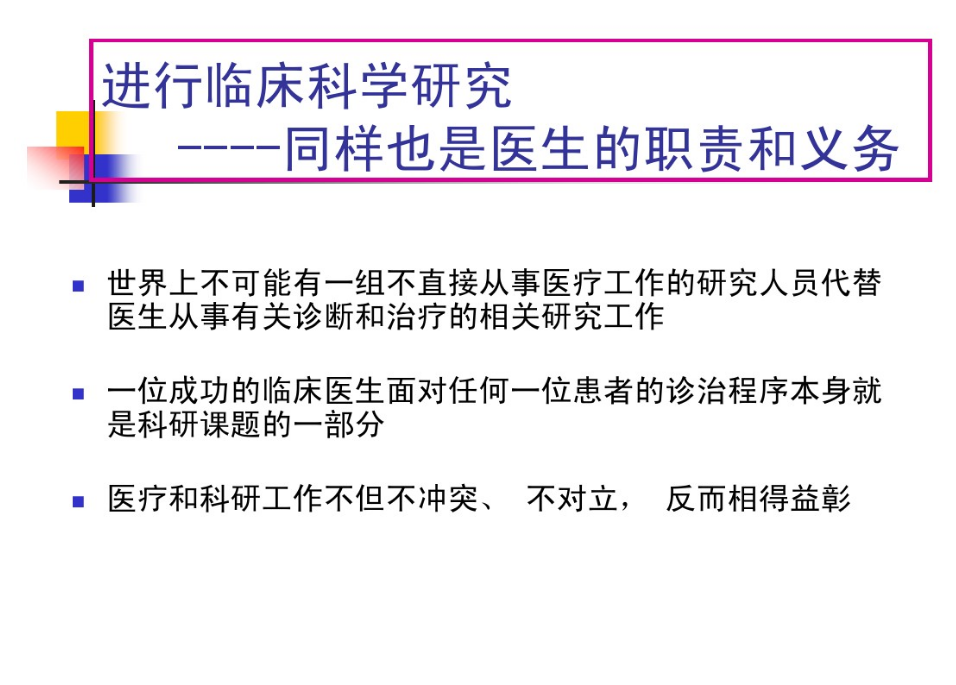 进行临床科学研究
----同样也是医生的职责和义务
世界上不可能有一组不直接从事医疗工作的研究人员代替
医生从事有关诊断和治疗的相关研究工作
一位成功的临床医生面对任何一位患者的诊治程序本身就
是科研课题的一部分
医疗和科研工作不但不冲突、 不对立， 反而相得益彰